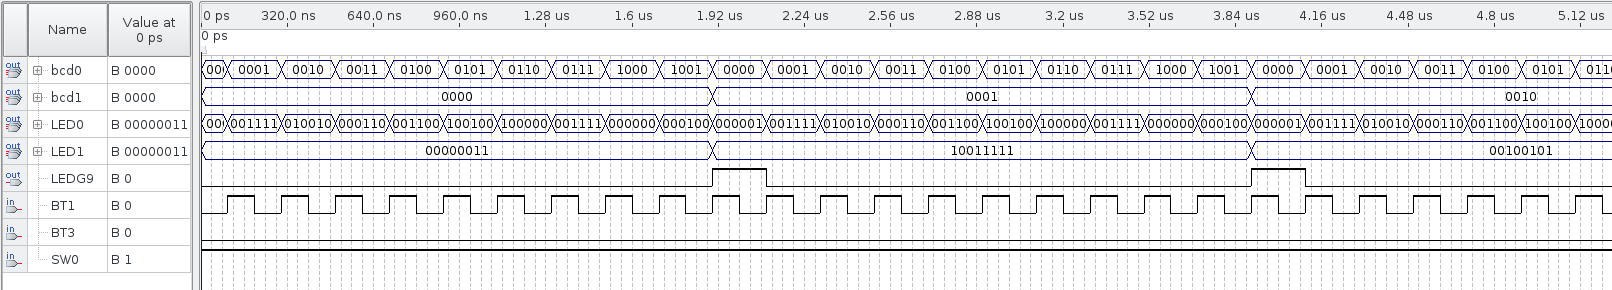 Name Value at 0 ps 0 ps 320.0 ns 640.0 ns 960.0 ns 1.28 us 1.6 us 1.92 us 2.24 us 2.56 us 2.88 us 3.2 us 3.52 us 3.84 us 4.16 us 4.48 us 4.8 us 5.12 us
0 ps
out bcd0 B 0000 00 0001 0010 0011 0100 0101 0110 0111 1000 1001 0000 0001 0010 0011 0100 0101 0110 0111 1000 1001 0000 0001 0010 0011 0100 0101 011
out bcd1 B 0000 0000 0001 0010
out LED0 B 00000011 00 001111 010010 000110 001100 100100 100000 001111 000000 000100 000001 001111 010010 000110 001100 100100 100000 001111 000000 000100 000001 001111 010010 000110 001100 100100 1000
out LED1 B 00000011 00000011 10011111 00100101
out LEDG9 B 0
in BT1 B 0
in BT3 B 0
in SW0 B 1